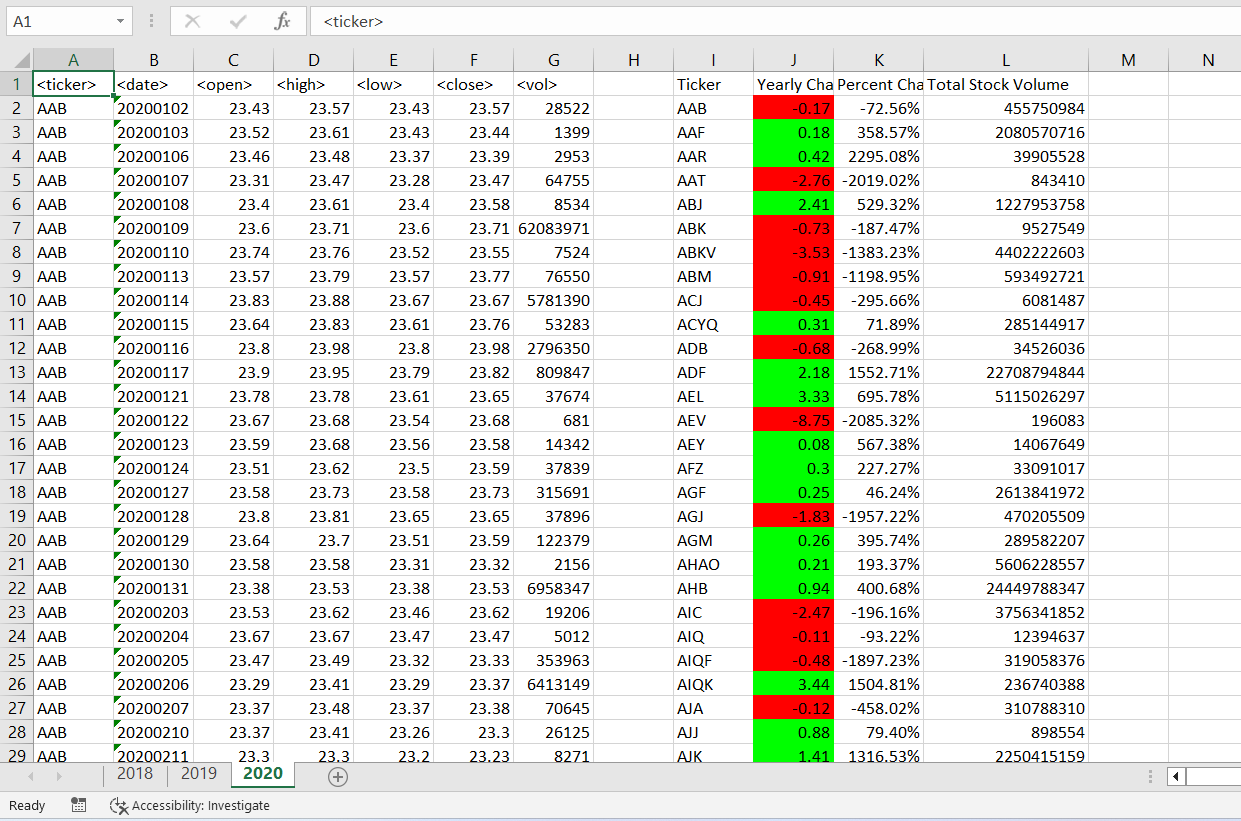 A1 fx <ticker>
A B C D E F G H I J K L M N
1 <ticker> <date> <open> <high> <low> <close> <vol> Ticker Yearly Cha Percent Cha Total Stock Volume
2 AAB 20200102 23.43 23.57 23.43 23.57 28522 AAB -0.17 -72.56% 455750984
3 AAB 20200103 23.52 23.61 23.43 23.44 1399 AAF 0.18 358.57% 2080570716
4 AAB 20200106 23.46 23.48 23.37 23.39 2953 AAR 0.42 2295.08% 39905528
5 AAB 20200107 23.31 23.47 23.28 23.47 64755 AAT -2.76 -2019.02% 843410
6 AAB 20200108 23.4 23.61 23.4 23.58 8534 ABJ 2.41 529.32% 1227953758
7 AAB 20200109 23.6 23.71 23.6 23.71 62083971 ABK -0.73 -187.47% 9527549
8 AAB 20200110 23.74 23.76 23.52 23.55 7524 ABKV -3.53 -1383.23% 4402222603
9 AAB 20200113 23.57 23.79 23.57 23.77 76550 ABM -0.91 -1198.95% 593492721
10 AAB 20200114 23.83 23.88 23.67 23.67 5781390 ACJ -0.45 -295.66% 6081487
11 AAB 20200115 23.64 23.83 23.61 23.76 53283 ACYQ 0.31 71.89% 285144917
12 AAB 20200116 23.8 23.98 23.8 23.98 2796350 ADB -0.68 -268.99% 34526036
13 AAB 20200117 23.9 23.95 23.79 23.82 809847 ADF 2.18 1552.71% 22708794844
14 AAB 20200121 23.78 23.78 23.61 23.65 37674 AEL 3.33 695.78% 5115026297
15 AAB 20200122 23.67 23.68 23.54 23.68 681 AEV -8.75 -2085.32% 196083
16 AAB 20200123 23.59 23.68 23.56 23.58 14342 AEY 0.08 567.38% 14067649
17 AAB 20200124 23.51 23.62 23.5 23.59 37839 AFZ 0.3 227.27% 33091017
18 AAB 20200127 23.58 23.73 23.58 23.73 315691 AGF 0.25 46.24% 2613841972
19 AAB 20200128 23.8 23.81 23.65 23.65 37896 AGJ -1.83 -1957.22% 470205509
20 AAB 20200129 23.64 23.7 23.51 23.59 122379 AGM 0.26 395.74% 289582207
21 AAB 20200130 23.58 23.58 23.31 23.32 2156 AHAO 0.21 193.37% 5606228557
22 AAB 20200131 23.38 23.53 23.38 23.53 6958347 AHB 0.94 400.68% 24449788347
23 AAB 20200203 23.53 23.62 23.46 23.62 19206 AIC -2.47 -196.16% 3756341852
24 AAB 20200204 23.67 23.67 23.47 23.47 5012 AIQ -0.11 -93.22% 12394637
25 AAB 20200205 23.47 23.49 23.32 23.33 353963 AIQF -0.48 -1897.23% 319058376
26 AAB 20200206 23.29 23.41 23.29 23.37 6413149 AIQK 3.44 1504.81% 236740388
27 AAB 20200207 23.37 23.48 23.37 23.38 70645 AJA -0.12 -458.02% 310788310
28 AAB 20200210 23.37 23.41 23.26 23.3 26125 AJJ 0.88 79.40% 898554
29 AAB 20200211 23.3 23.3 23.2 23.23 8271 AJK 1.41 1316.53% 2250415159
2018 2019 2020
Ready Accessibility: Investigate